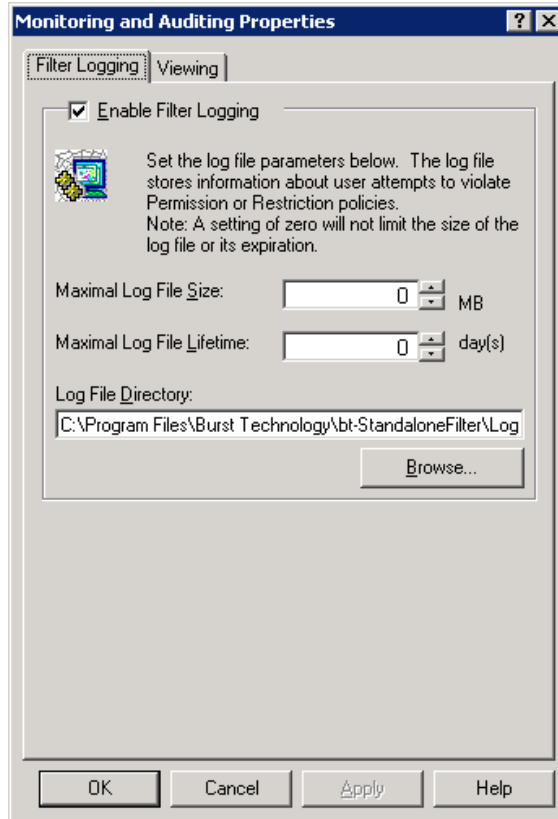 Monitoring and Auditing Properties
Filter Logging
Viewing
Enable Filter Logging
Set the log file parameters below. The log file
stores information about user attempts to violate
Permission or Restriction policies.
Note: A setting of zero will not limit the size of the
log file or its expiration.
Maximal Log File Size:
0
MB
Maximal Log File Lifetime:
0
day(s)
Log File Directory:
C:\Program Files\Burst Technology\bt-StandaloneFilter\Log
Browse...
OK
Cancel
Apply
Help